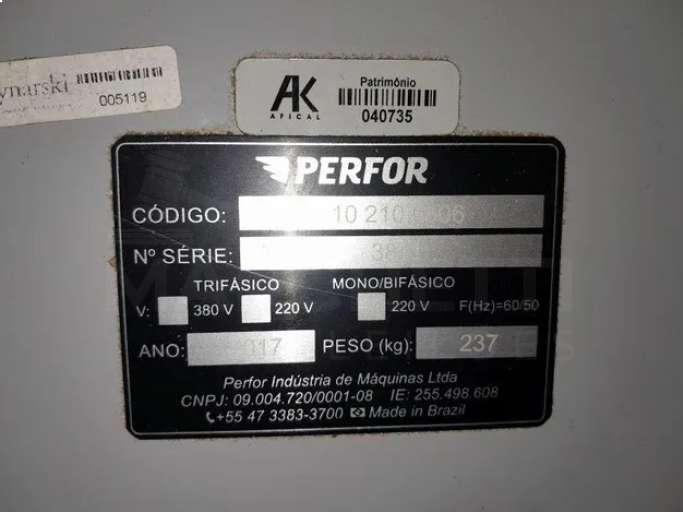 005119
AK
APICAL
Patrimônio
040735
PERFOR
CÓDIGO: 10 210
Nº SÉRIE:
TRIFÁSICO MONO/BIFÁSICO
V: 380 V 220 V 220 V F(Hz)=60/50
ANO: PESO (kg): 237
Perfor Indústria de Máquinas Ltda
CNPJ: 09.004.720/0001-08 IE: 255.498.608
+55 47 3383-3700 Made in Brazil